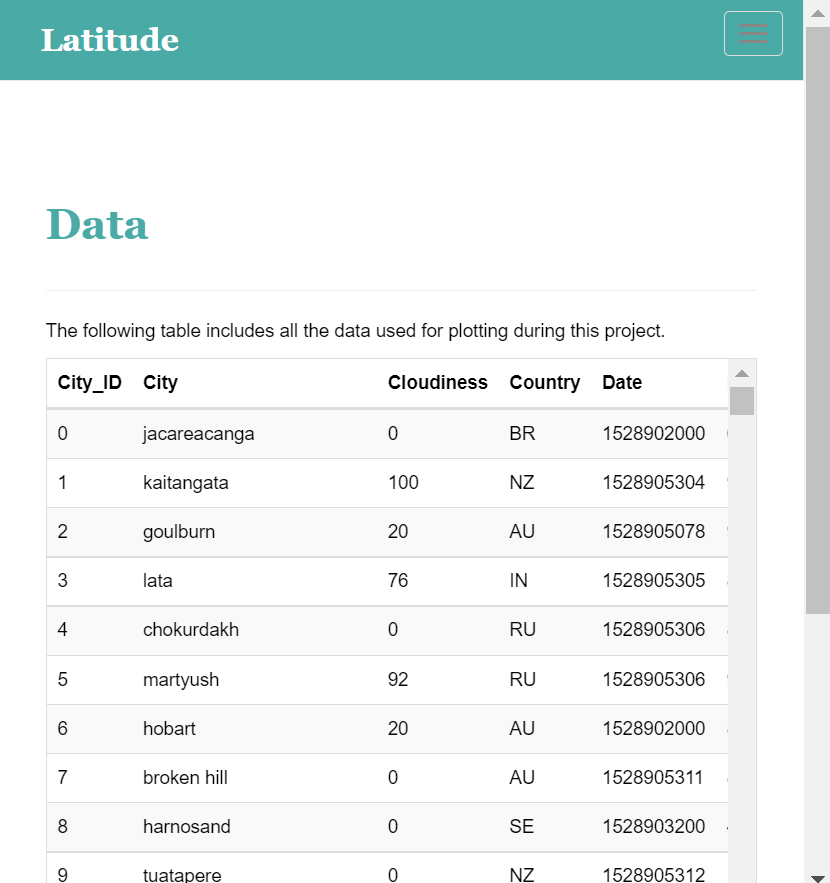 Latitude
Data
The following table includes all the data used for plotting during this project.
City_ID City Cloudiness Country Date
0 jacareacanga 0 BR 1528902000
1 kaitangata 100 NZ 1528905304
2 goulburn 20 AU 1528905078
3 lata 76 IN 1528905305
4 chokurdakh 0 RU 1528905306
5 martyush 92 RU 1528905306
6 hobart 20 AU 1528902000
7 broken hill 0 AU 1528905311
8 harnosand 0 SE 1528903200
9 tuatapere 0 NZ 1528905312